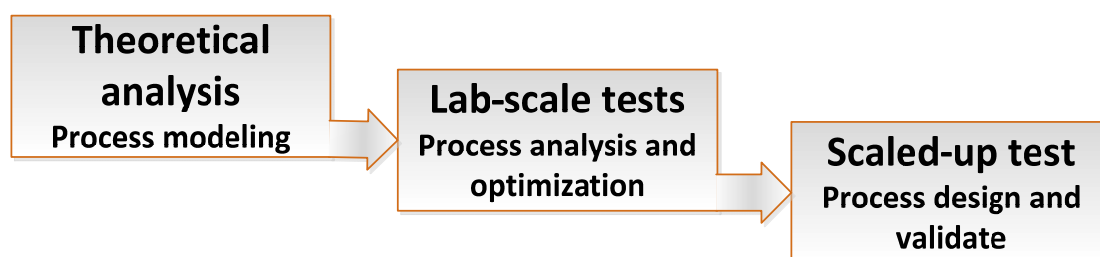 Theoretical
analysis
Process modeling
Lab-scale tests
Process analysis and
optimization
Scaled-up test
Process design and
validate